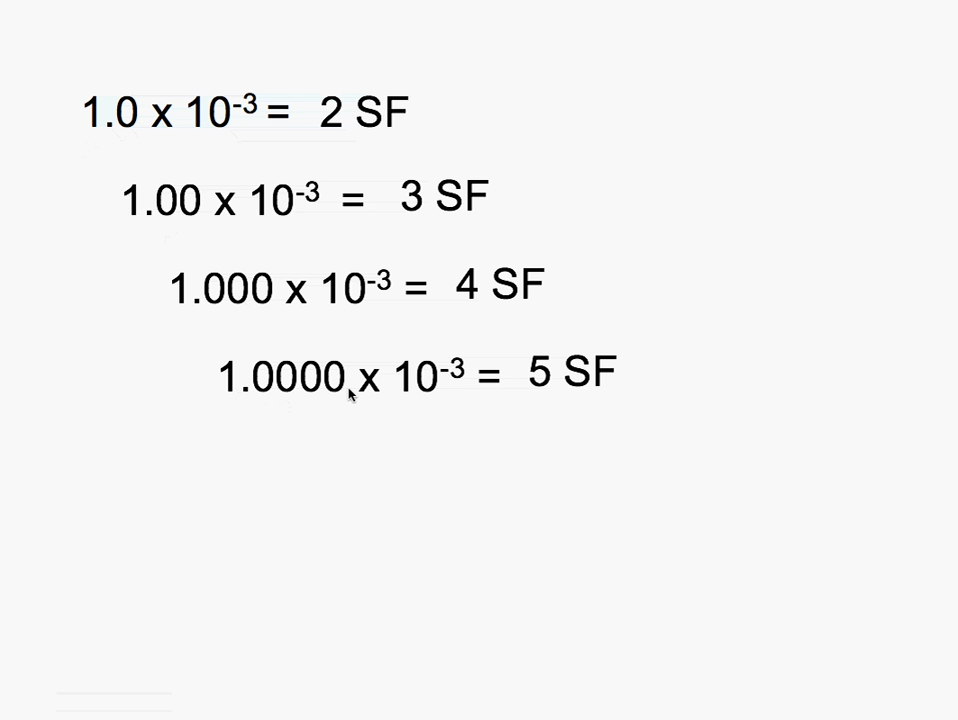 1.0 x 10⁻³ = 2 SF
1.00 x 10⁻³ = 3 SF
1.000 x 10⁻³ = 4 SF
1.0000 x 10⁻³ = 5 SF